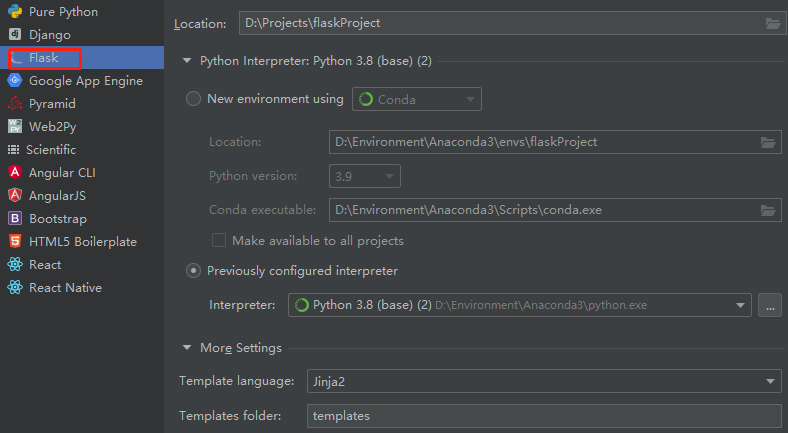 Pure Python
Django
Flask
Google App Engine
Pyramid
Web2Py
Scientific
Angular CLI
AngularJS
Bootstrap
HTML5 Boilerplate
React
React Native
Location: D:\Projects\flaskProject
Python Interpreter: Python 3.8 (base) (2)
New environment using Conda
Location: D:\Environment\Anaconda3\envs\flaskProject
Python version: 3.9
Conda executable: D:\Environment\Anaconda3\Scripts\conda.exe
Make available to all projects
Previously configured interpreter
Interpreter: Python 3.8 (base) (2) D:\Environment\Anaconda3\python.exe ...
More Settings
Template language: Jinja2
Templates folder: templates